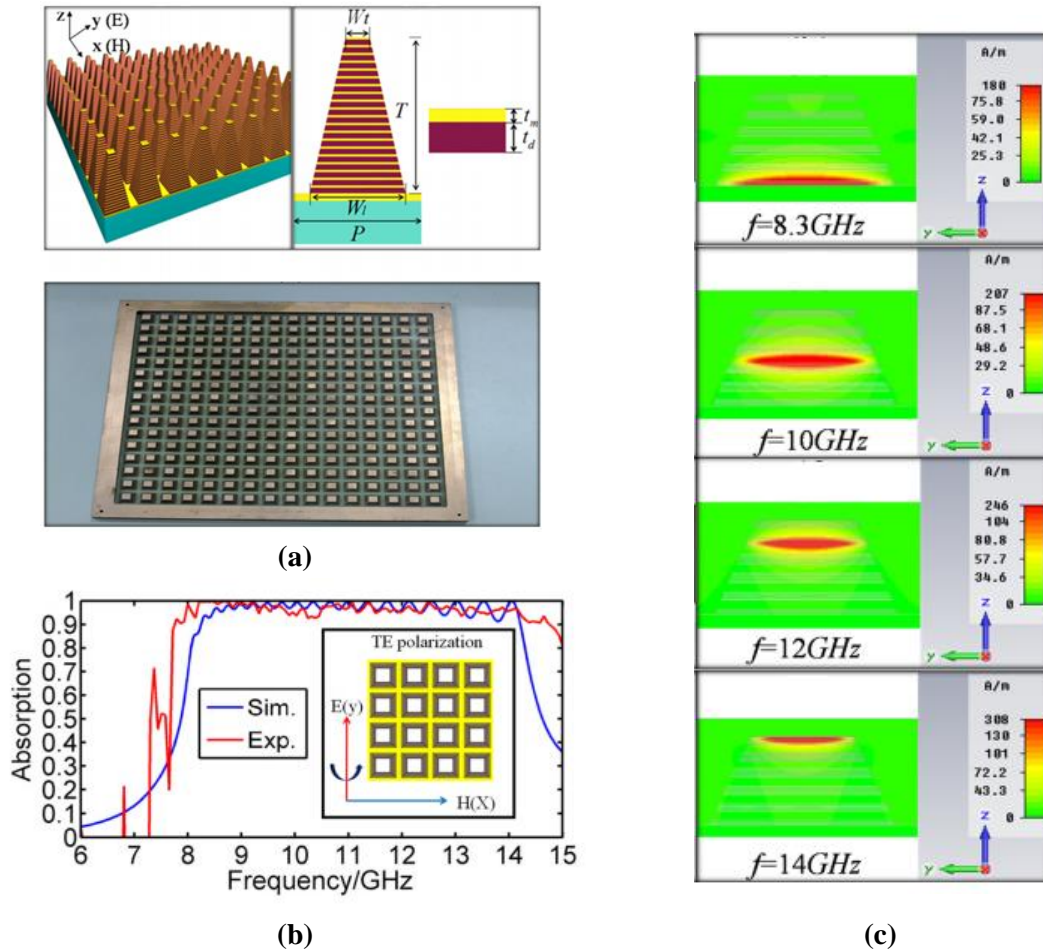 z
y (E)
x (H)
Wt
T
tm
td
Wl
P
(a)
1
0.9
0.8
0.7
0.6
0.5
0.4
0.3
0.2
0.1
0
Absorption
Sim.
Exp.
TE polarization
E(y)
H(X)
6 7 8 9 10 11 12 13 14 15
Frequency/GHz
(b)
A/m
180
75.8
59.0
42.1
25.3
0
z
y
f=8.3GHz
A/m
207
87.5
68.1
48.6
29.2
0
z
y
f=10GHz
A/m
246
104
80.8
57.7
34.6
0
z
y
f=12GHz
A/m
308
130
101
72.2
43.3
0
z
y
f=14GHz
(c)